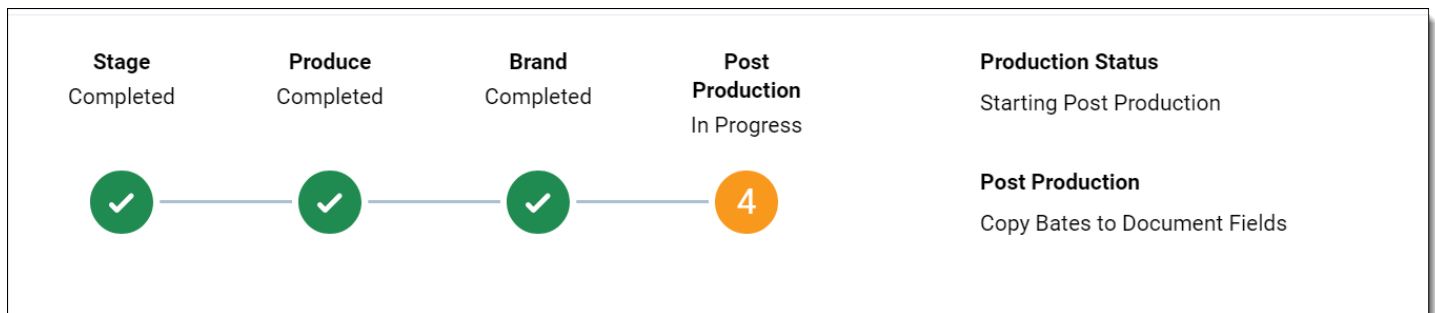 Stage
Completed
Produce
Completed
Brand
Completed
Post
Production
In Progress
4
Production Status
Starting Post Production
Post Production
Copy Bates to Document Fields